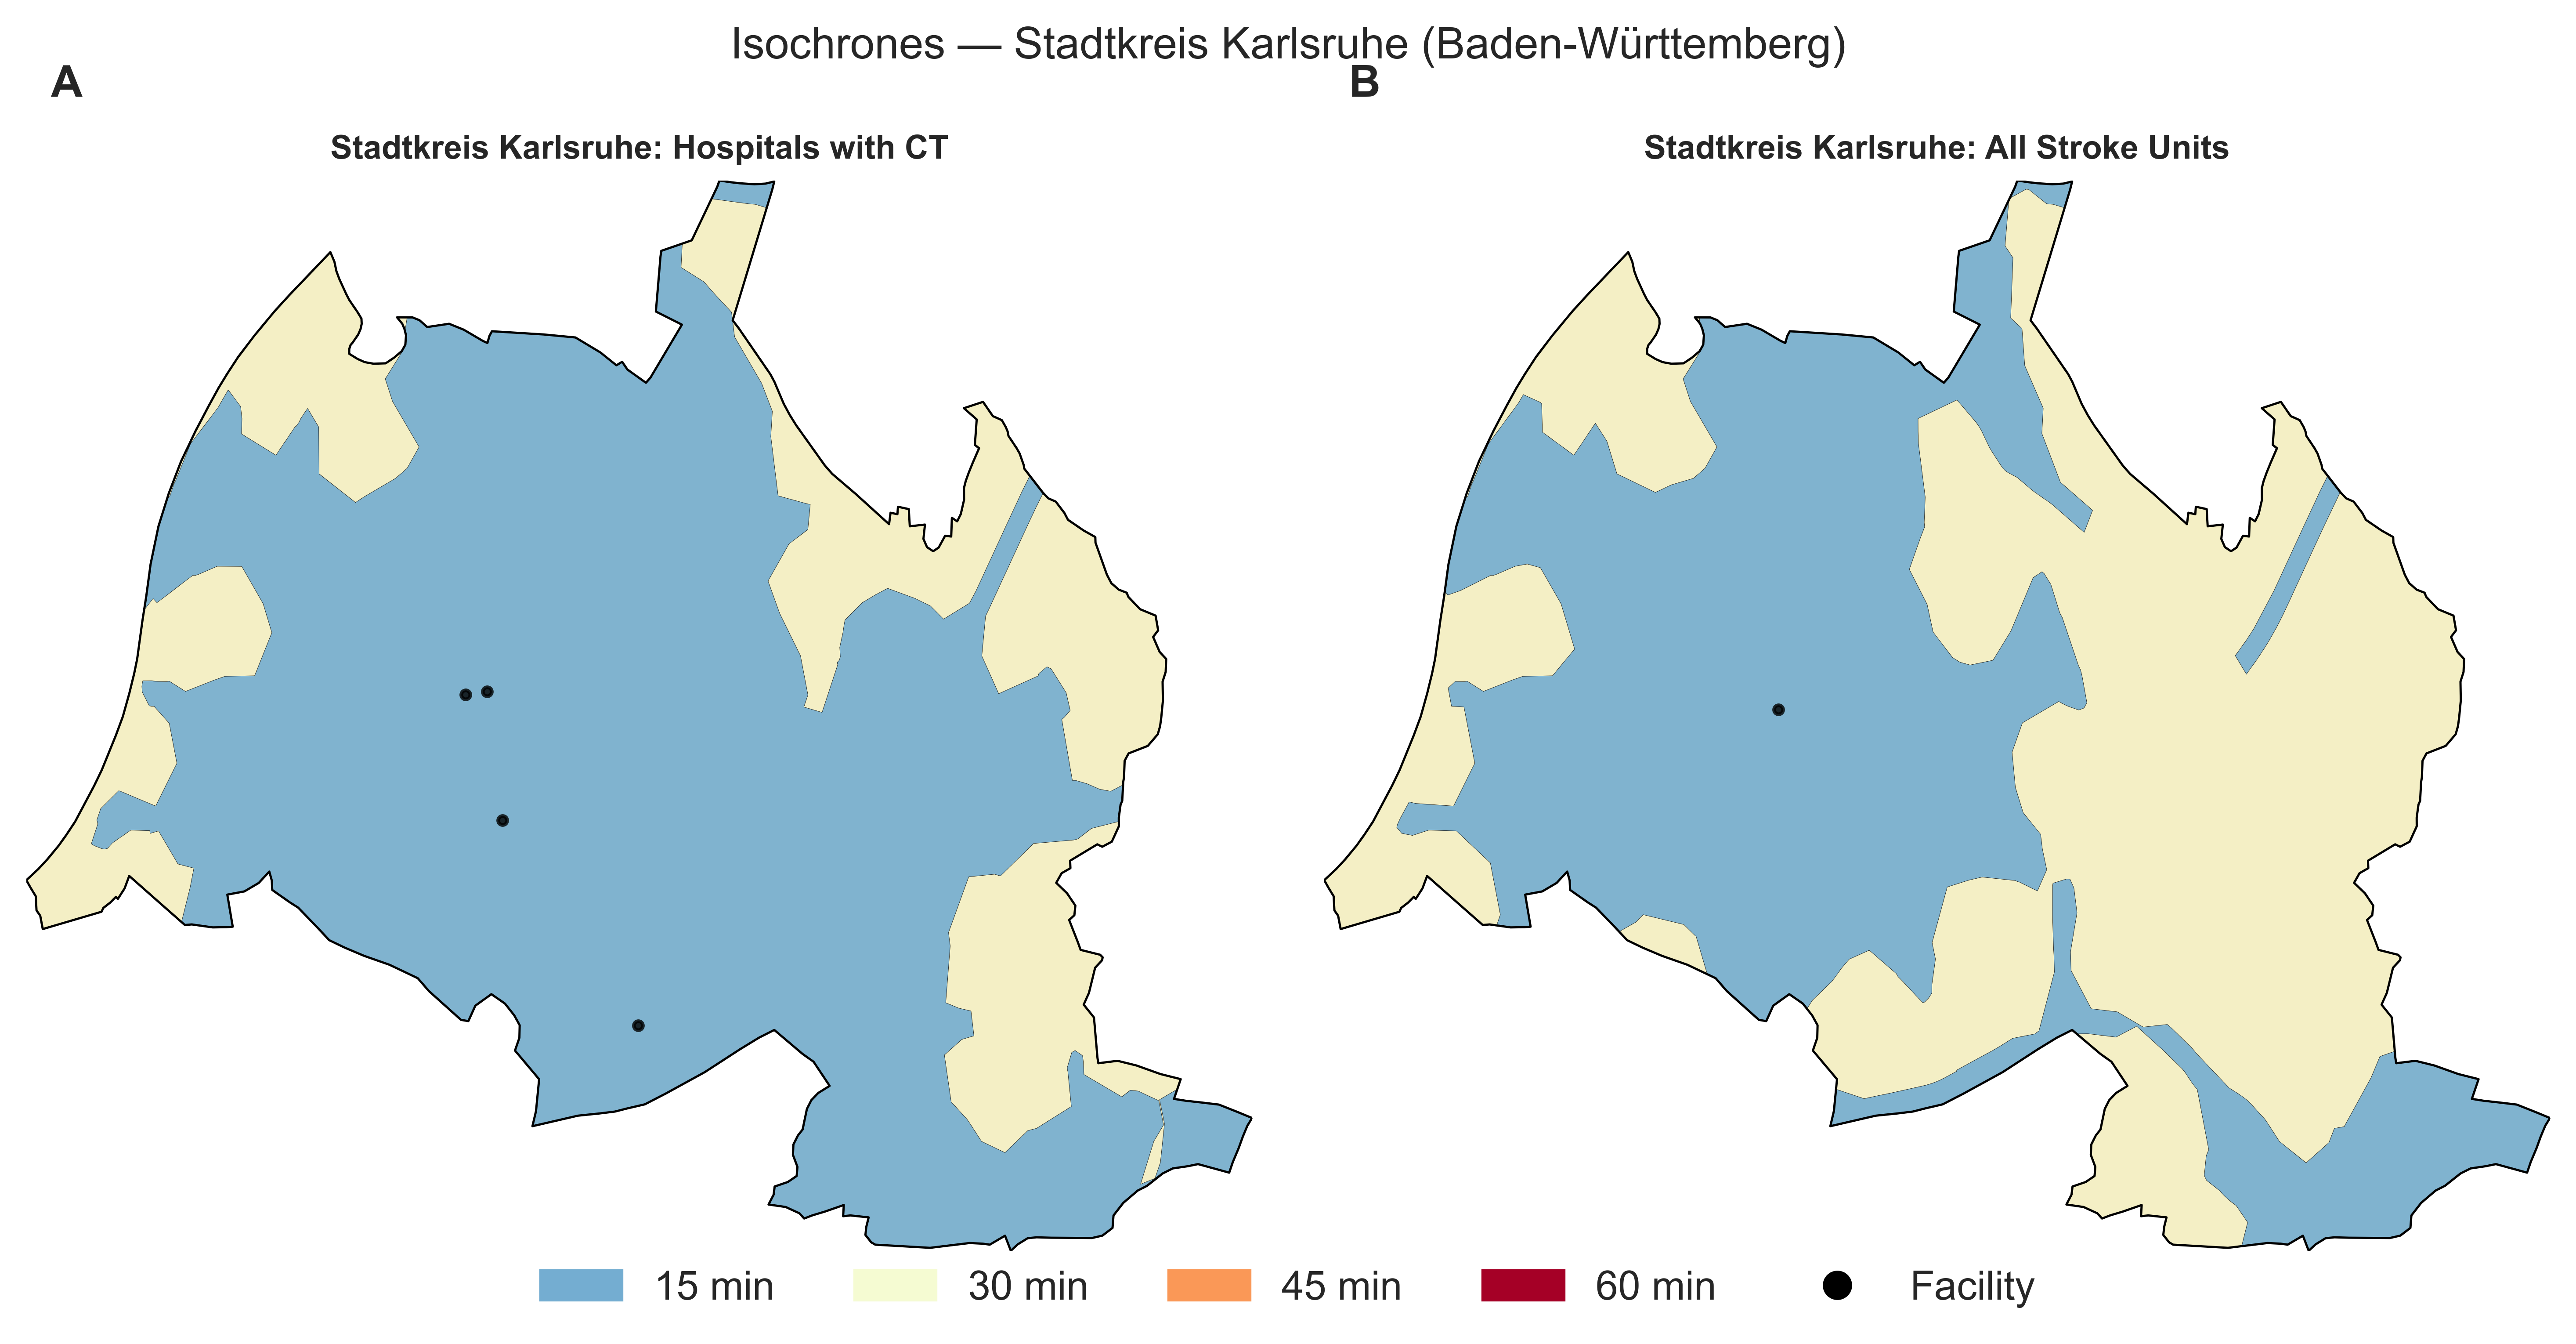 Isochrones — Stadtkreis Karlsruhe (Baden-Württemberg)
A
B
Stadtkreis Karlsruhe: Hospitals with CT
Stadtkreis Karlsruhe: All Stroke Units
15 min
30 min
45 min
60 min
Facility